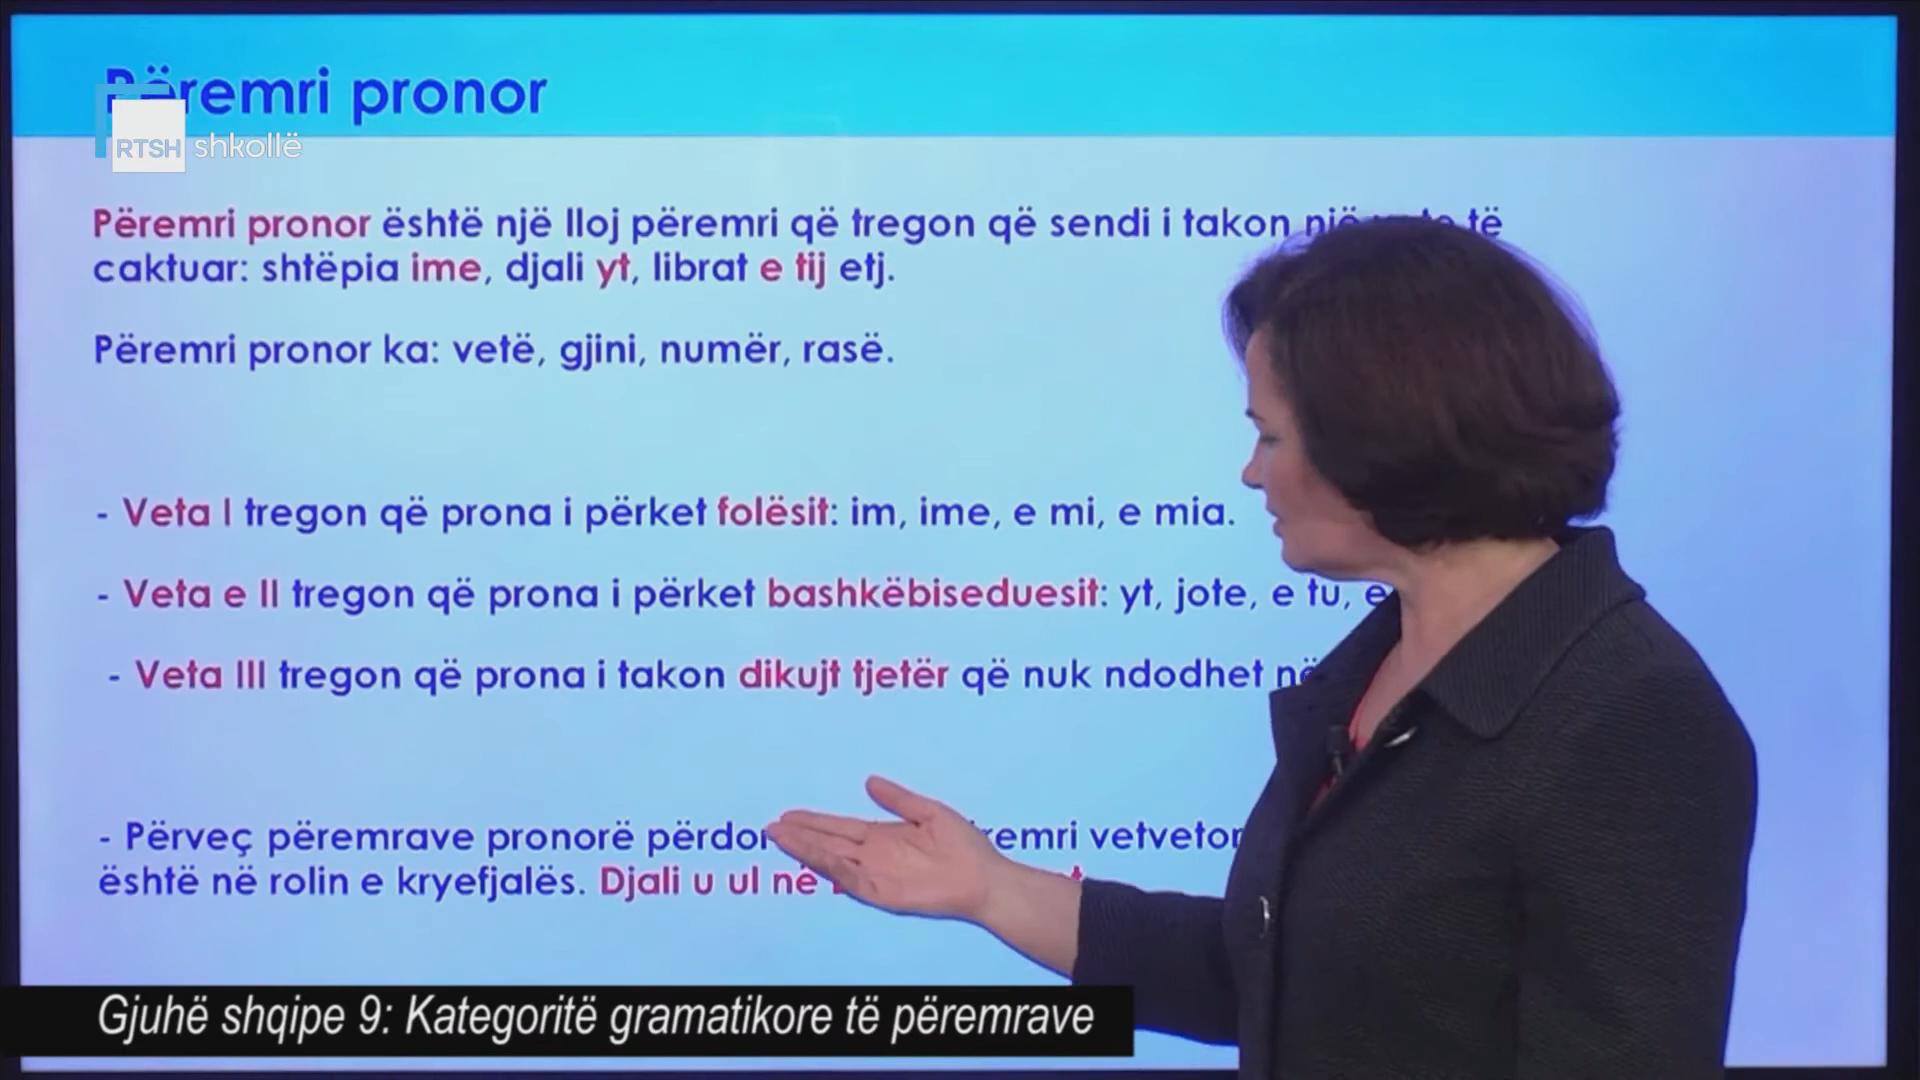 Përemri pronor
RTSH shkollë
Përemri pronor është një lloj përemri që tregon që sendi i takon një të
caktuar: shtëpia ime, djali yt, librat e tij etj.
Përemri pronor ka: vetë, gjini, numër, rasë.
- Veta I tregon që prona i përket folësit: im, ime, e mi, e mia.
- Veta e II tregon që prona i përket bashkëbiseduesit: yt, jote, e tu, e
- Veta III tregon që prona i takon dikujt tjetër që nuk ndodhet në
- Përveç përemrave pronorë vetvetor
është në rolin e kryefjalës. Djali u ul në
Gjuhë shqipe 9: Kategoritë gramatikore të përemrave